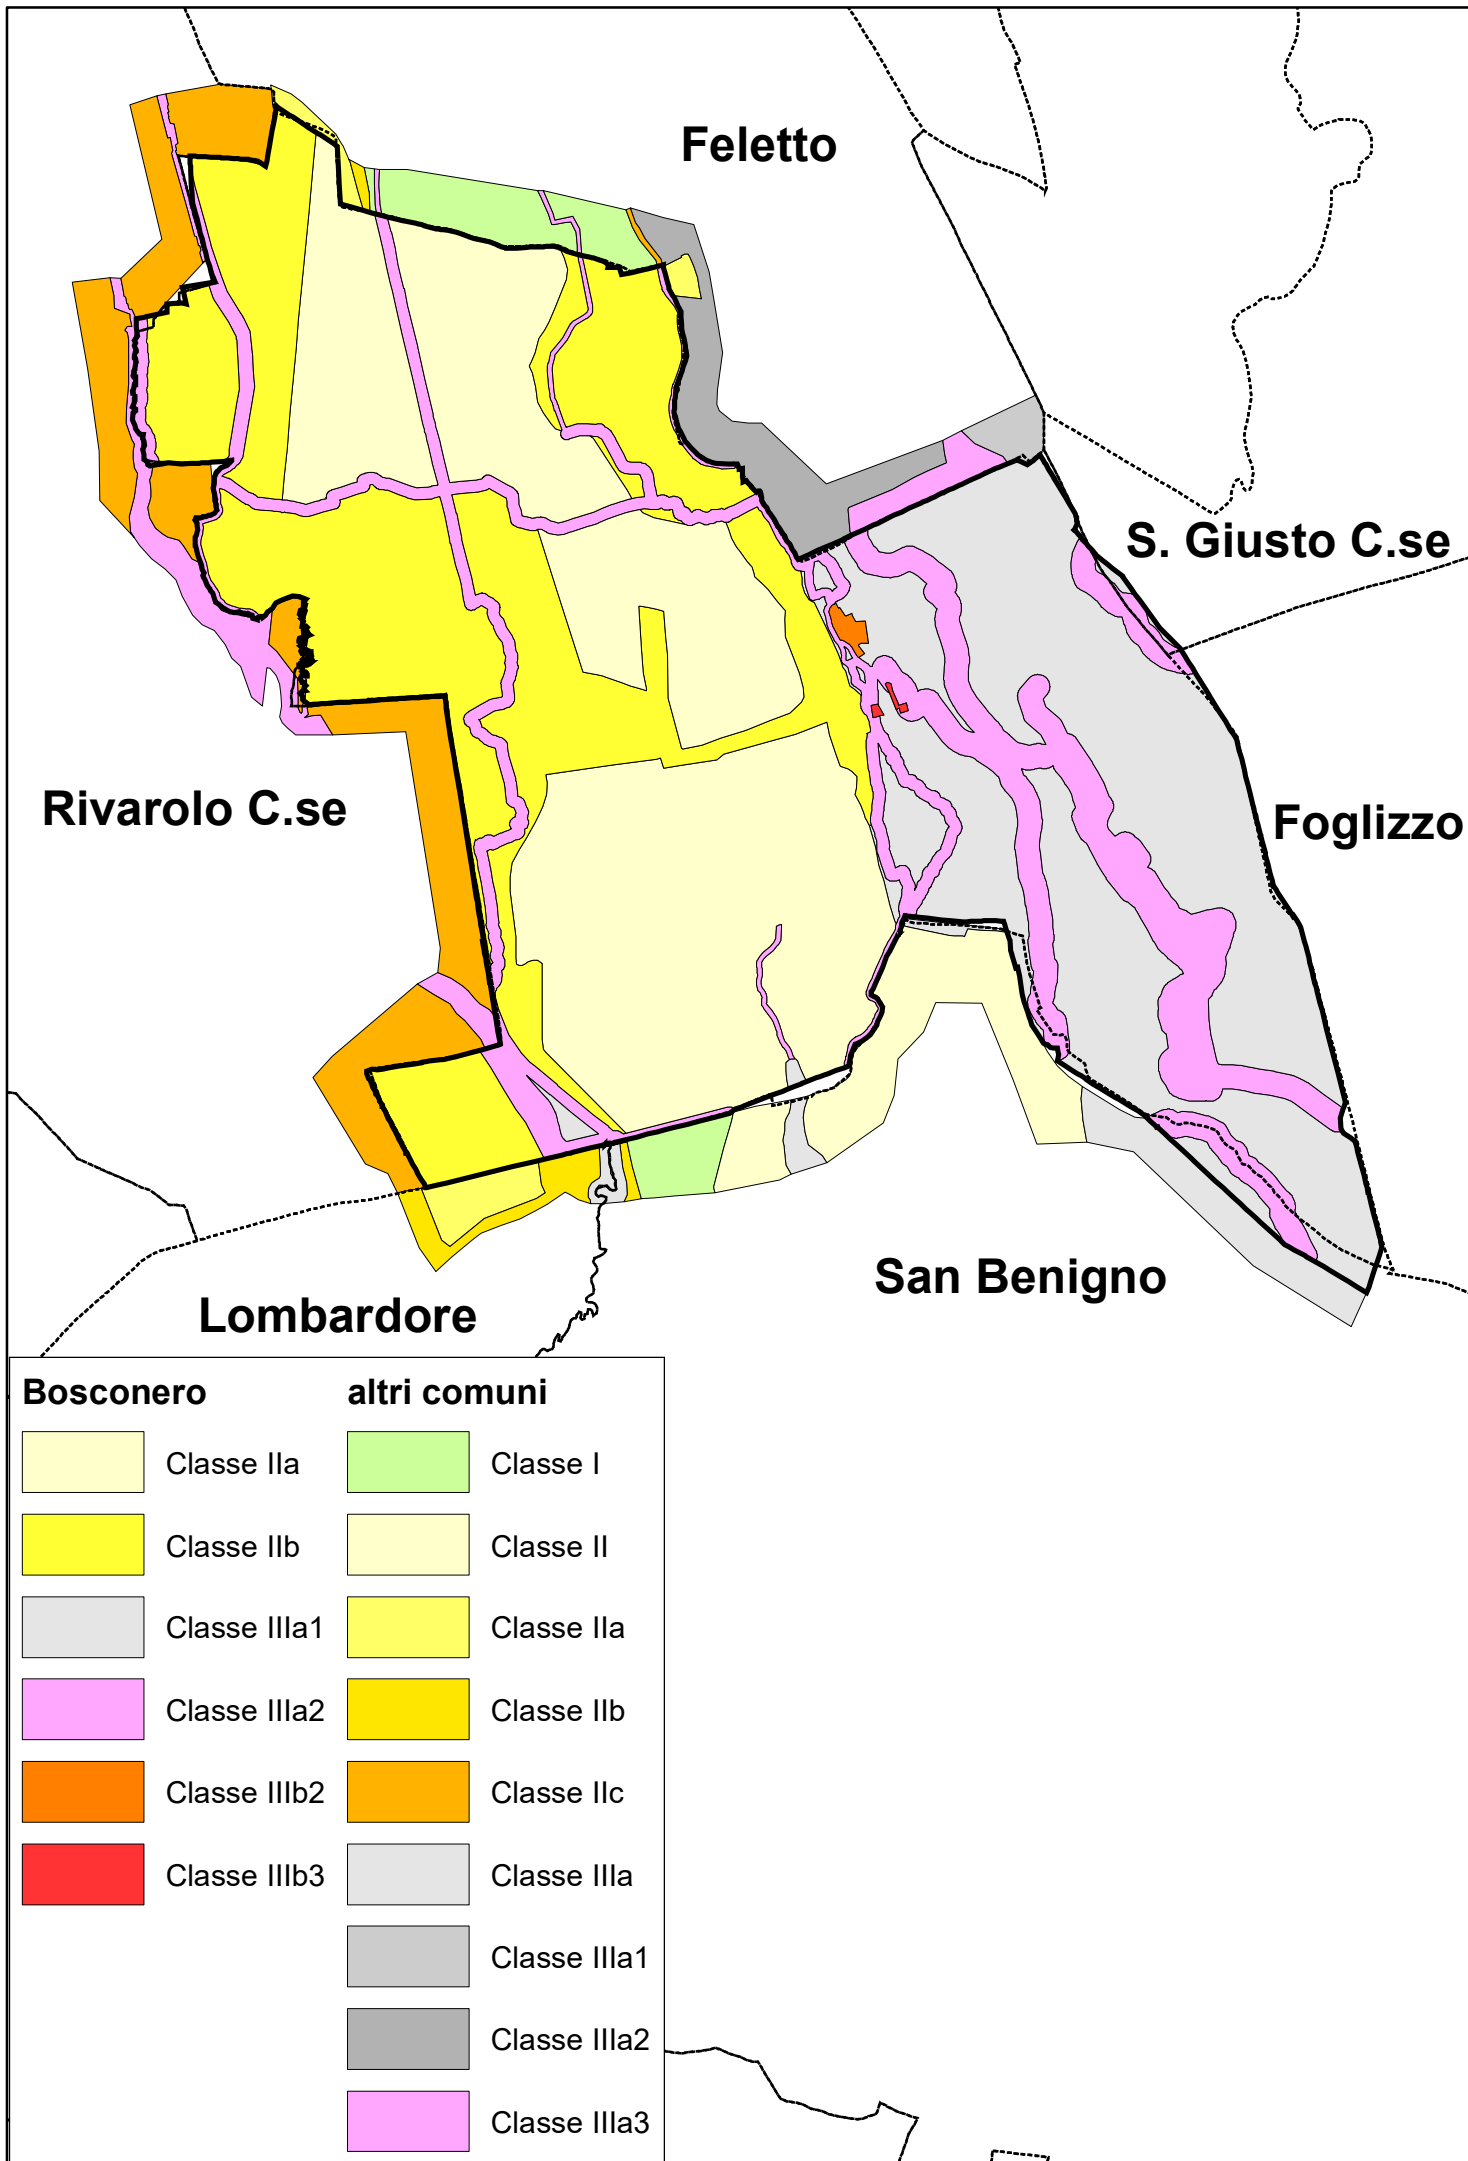 Feletto
S. Giusto C.se
Rivarolo C.se
Foglizzo
San Benigno
Lombardore
Bosconero
altri comuni
Classe IIa
Classe I
Classe IIb
Classe II
Classe IIIa1
Classe IIa
Classe IIIa2
Classe IIb
Classe IIIb2
Classe IIc
Classe IIIb3
Classe IIIa
Classe IIIa1
Classe IIIa2
Classe IIIa3